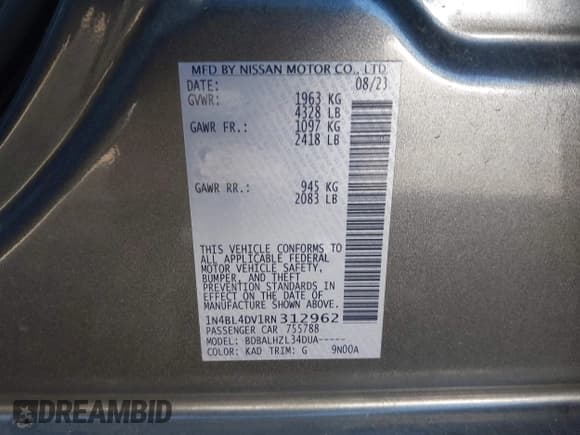 MFD BY NISSAN MOTOR CO., LTD
DATE: 08/23
GVWR: 1963 KG
4328 LB
GAWR FR.: 1097 KG
2418 LB
GAWR RR.: 945 KG
2083 LB
THIS VEHICLE CONFORMS TO
ALL APPLICABLE FEDERAL
MOTOR VEHICLE SAFETY,
BUMPER, AND THEFT
PREVENTION STANDARDS IN
EFFECT ON THE DATE OF
MANUFACTURE SHOWN ABOVE.
1N4BL4DV1RN312962
PASSENGER CAR 755788
MODEL: BDBALHZL34DUA-----
COLOR: KAD TRIM: G 9N00A
DREAMBID